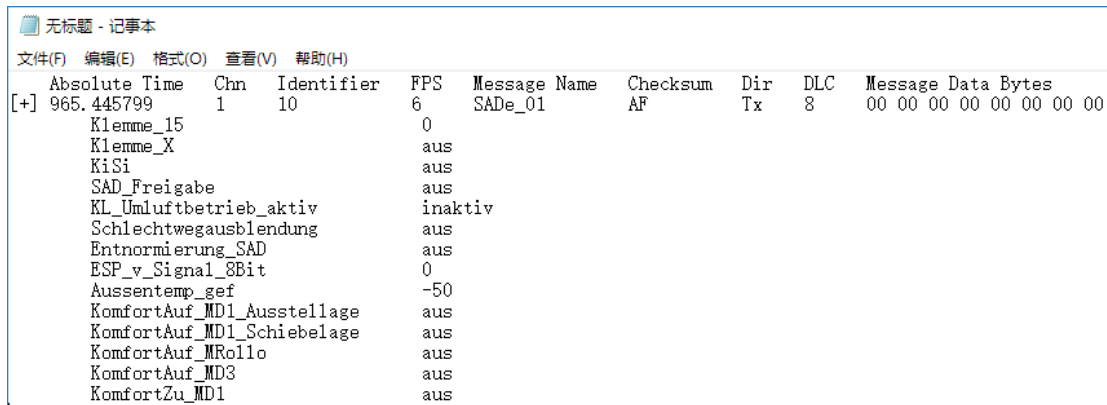 无标题 - 记事本
文件(F) 编辑(E) 格式(O) 查看(V) 帮助(H)
Absolute Time Chn Identifier FPS Message Name Checksum Dir DLC Message Data Bytes
[+] 965.445799 1 10 6 SADe_01 AF Tx 8 00 00 00 00 00 00 00 00
Klemme_15 0
Klemme_X aus
KiSi aus
SAD_Freigabe aus
KL_Umluftbetrieb_aktiv inaktiv
Schlechtwegausblendung aus
Entnormierung_SAD aus
ESP_v_Signal_8Bit 0
Aussentemp_gef -50
KomfortAuf_MD1_Ausstellage aus
KomfortAuf_MD1_Schiebelage aus
KomfortAuf_MRollo aus
KomfortAuf_MD3 aus
KomfortZu_MD1 aus